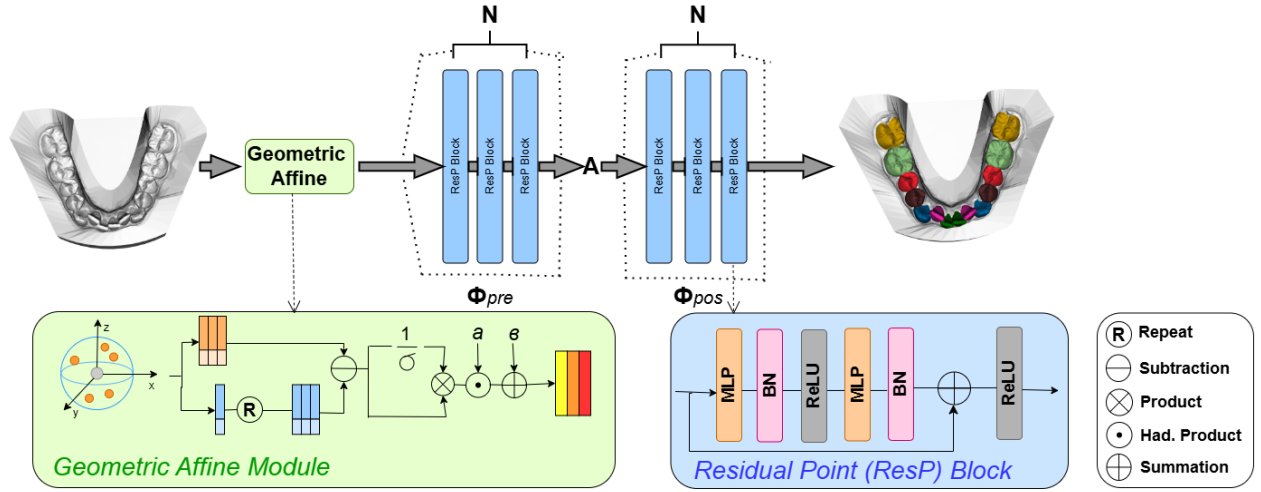 N
N
Geometric
Affine
ResP Block
ResP Block
ResP Block
A
ResP Block
ResP Block
ResP Block
Φpre
Φpos
z
x
y
R
1
σ
a
в
Geometric Affine Module
MLP
BN
ReLU
MLP
BN
ReLU
Residual Point (ResP) Block
R Repeat
Subtraction
Product
Had. Product
Summation